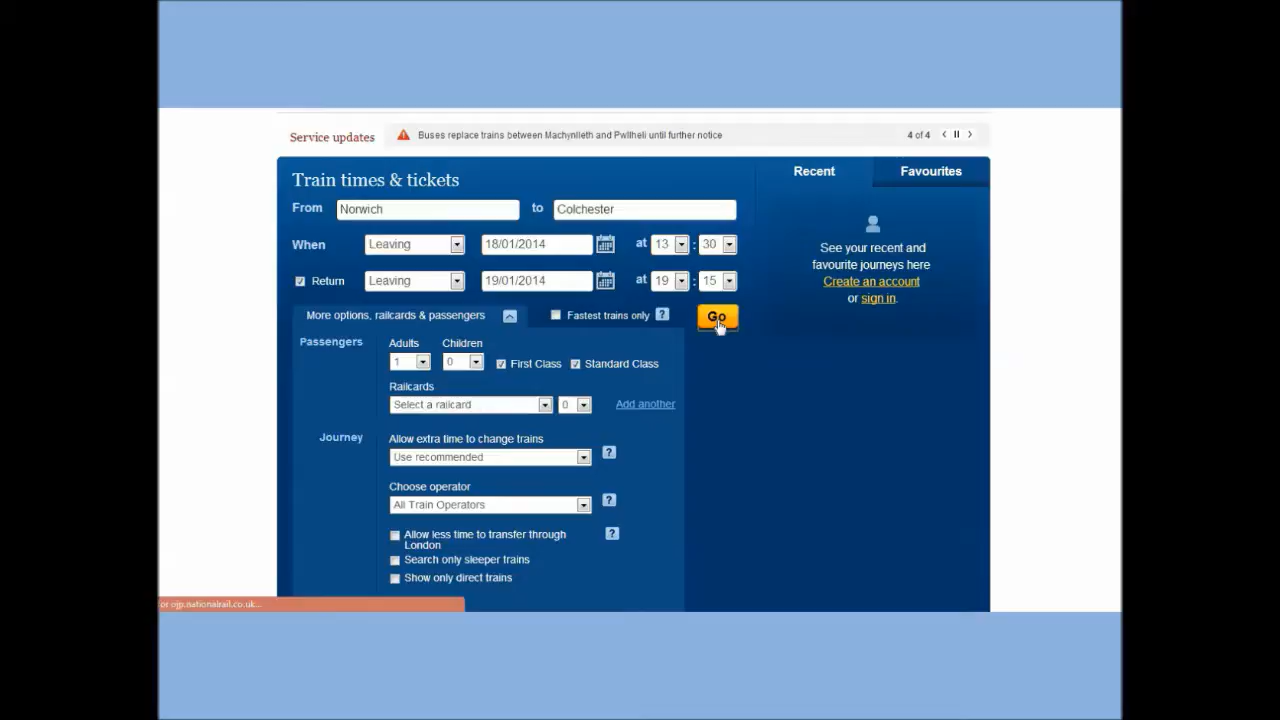 Service updates Buses replace trains between Machynlleth and Pwllheli until further notice 4 of 4
Train times & tickets
Recent Favourites
From Norwich to Colchester
When Leaving 18/01/2014 at 13 : 30
See your recent and
favourite journeys here
Create an account
or sign in.
Return Leaving 19/01/2014 at 19 : 15
More options, railcards & passengers Fastest trains only ? Go
Passengers Adults Children
1 0 First Class Standard Class
Railcards
Select a railcard 0 Add another
Journey Allow extra time to change trains
Use recommended ?
Choose operator
All Train Operators ?
Allow less time to transfer through ?
London
Search only sleeper trains
Show only direct trains
or ojp.nationalrail.co.uk...